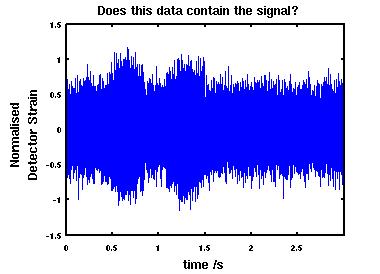 Does this data contain the signal?
1.5
1
0.5
0
-0.5
-1
-1.5
Normalised
Detector Strain
0 0.5 1 1.5 2 2.5
time /s